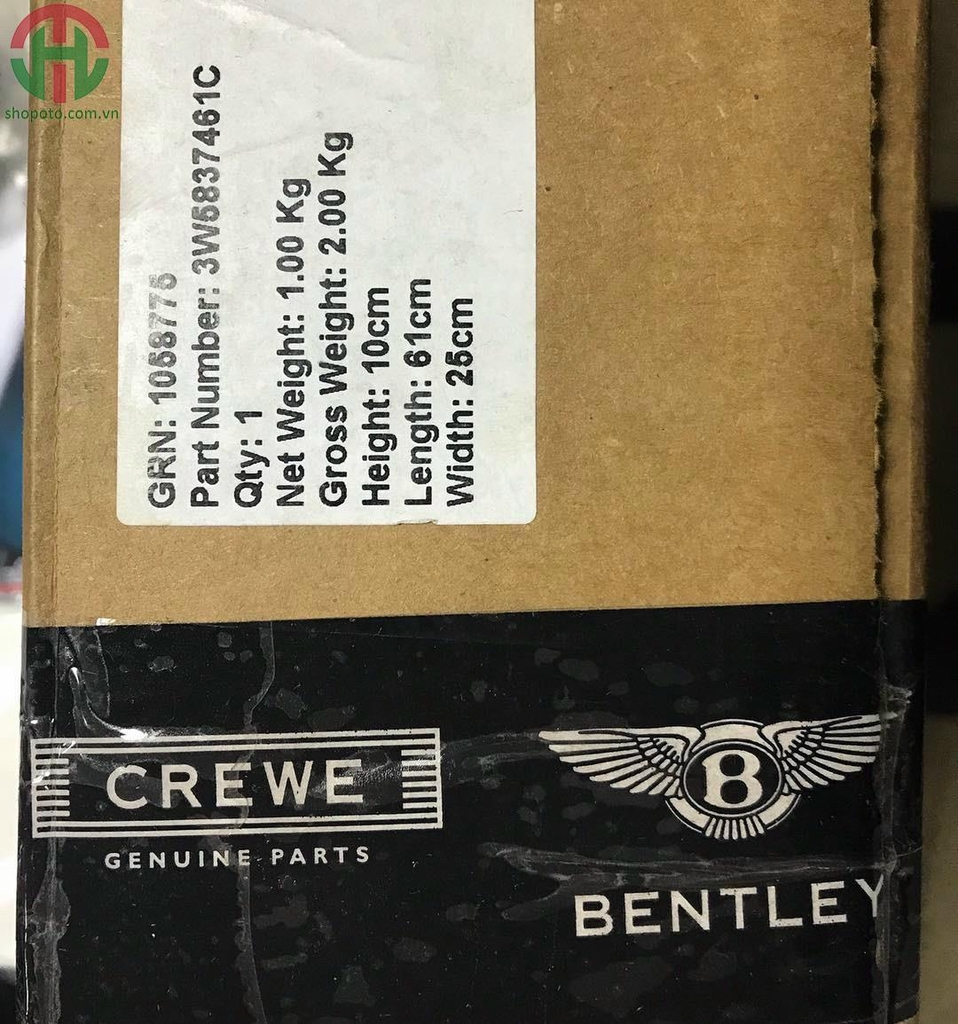 shopoto.com.vn
GRN: 1058775
Part Number: 3W5837461C
Qty: 1
Net Weight: 1.00 Kg
Gross Weight: 2.00 Kg
Height: 10cm
Length: 61cm
Width: 25cm
CREWE
GENUINE PARTS
B
BENTLEY